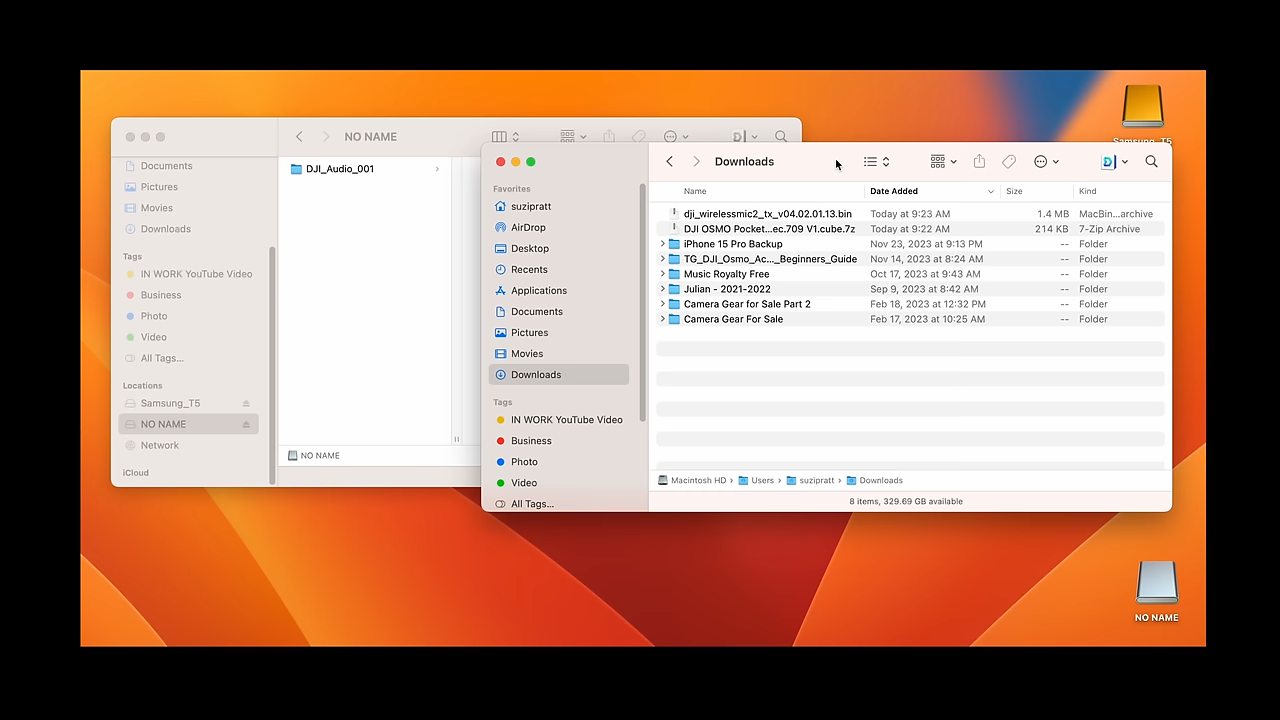 Samsung_T5
NO NAME
Documents
Pictures
Movies
Downloads
Tags
IN WORK YouTube Video
Business
Photo
Video
All Tags...
Locations
Samsung_T5
NO NAME
Network
iCloud
DJI_Audio_001
NO NAME
Downloads
Favorites
suzipratt
AirDrop
Desktop
Recents
Applications
Documents
Pictures
Movies
Downloads
Tags
IN WORK YouTube Video
Business
Photo
Video
All Tags...
Name Date Added Size Kind
dji_wirelessmic2_tx_v04.02.01.13.bin Today at 9:23 AM 1.4 MB MacBin...archive
DJI OSMO Pocket...ec.709 V1.cube.7z Today at 9:22 AM 214 KB 7-Zip Archive
iPhone 15 Pro Backup Nov 23, 2023 at 9:13 PM -- Folder
TG_DJI_Osmo_Ac..._Beginners_Guide Nov 14, 2023 at 8:24 AM -- Folder
Music Royalty Free Oct 17, 2023 at 9:43 AM -- Folder
Julian - 2021-2022 Sep 9, 2023 at 8:42 AM -- Folder
Camera Gear for Sale Part 2 Feb 18, 2023 at 12:32 PM -- Folder
Camera Gear For Sale Feb 17, 2023 at 10:25 AM -- Folder
Macintosh HD › Users › suzipratt › Downloads
8 items, 329.69 GB available
NO NAME